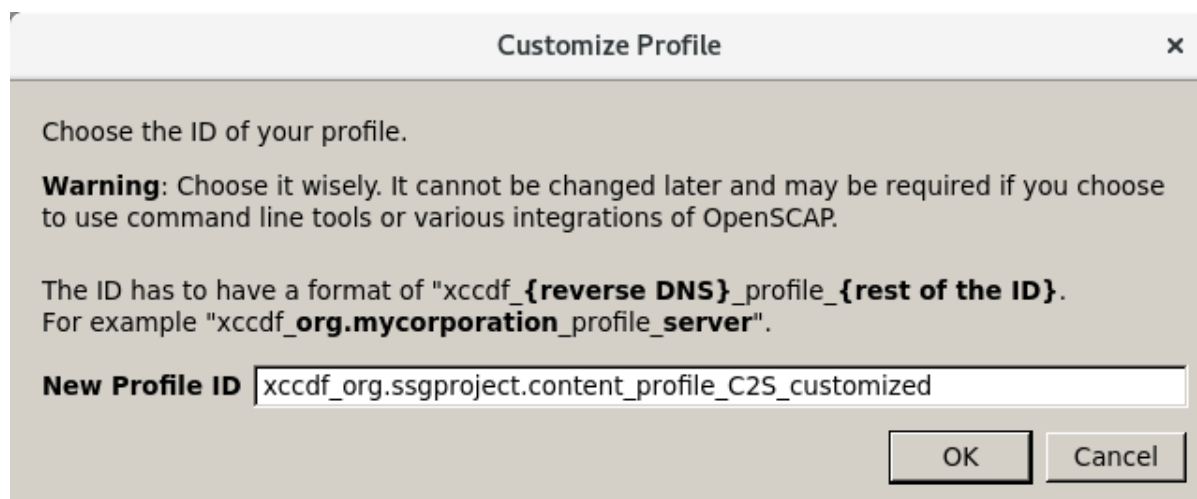 Customize Profile
Choose the ID of your profile.
Warning: Choose it wisely. It cannot be changed later and may be required if you choose
to use command line tools or various integrations of OpenSCAP.
The ID has to have a format of "xccdf_{reverse DNS}_profile_{rest of the ID}.
For example "xccdf_org.mycorporation_profile_server".
New Profile ID xccdf_org.ssgproject.content_profile_C2S_customized
OK Cancel